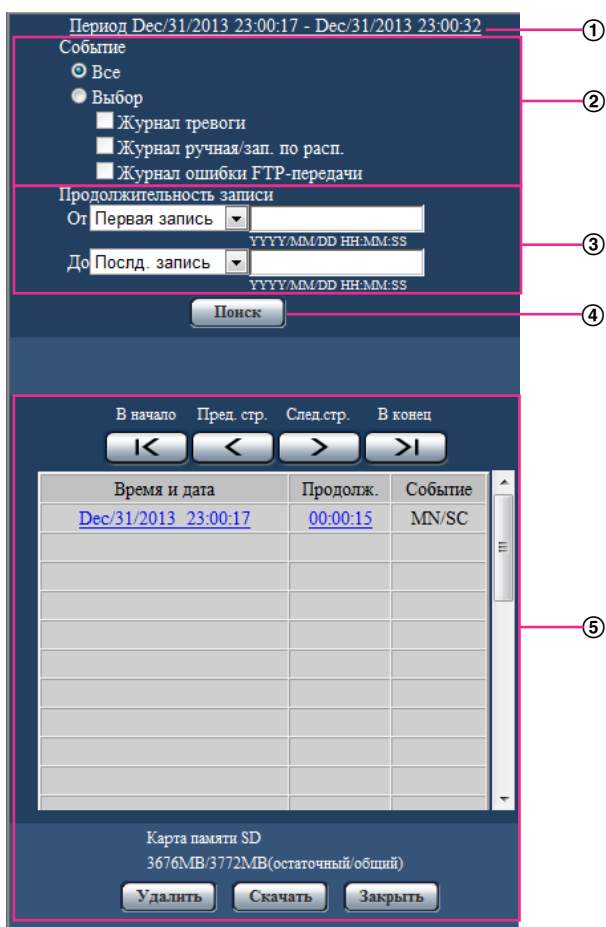 Период Dec/31/2013 23:00:17 - Dec/31/2013 23:00:32 ①
Событие
Все
Выбор ②
Журнал тревоги
Журнал ручная/зап. по расп.
Журнал ошибки FTP-передачи
Продолжительность записи
От Первая запись
YYYY/MM/DD HH:MM:SS ③
До Послд. запись
YYYY/MM/DD HH:MM:SS
Поиск ④
В начало Пред. стр. След.стр. В конец
Время и дата Продолж. Событие
Dec/31/2013 23:00:17 00:00:15 MN/SC
⑤
Карта памяти SD
3676MB/3772MB(остаточный/общий)
Удалить Скачать Закрыть